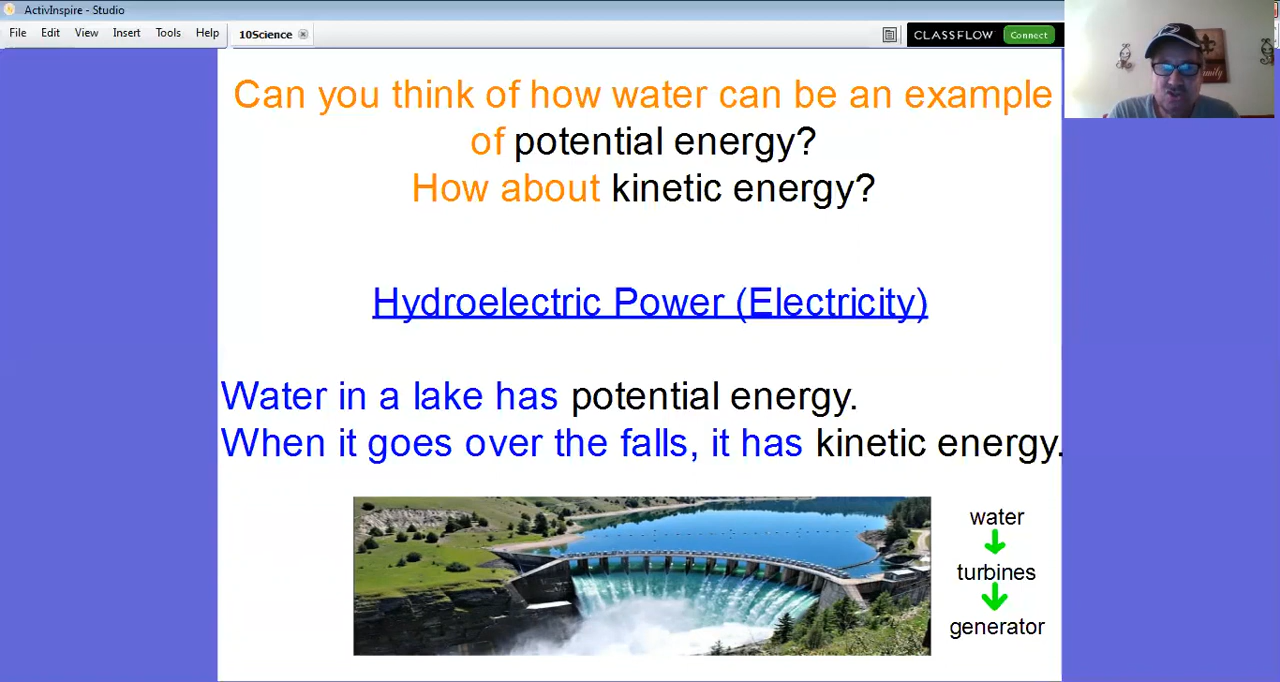 ActivInspire - Studio
File Edit View Insert Tools Help 10Science CLASSFLOW Connect
Can you think of how water can be an example
of potential energy?
How about kinetic energy?
Hydroelectric Power (Electricity)
Water in a lake has potential energy.
When it goes over the falls, it has kinetic energy.
water
turbines
generator